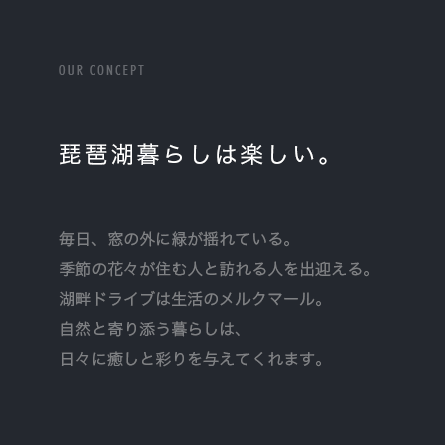 OUR CONCEPT
琵琶湖暮らしは楽しい。
毎日、窓の外に緑が揺れている。
季節の花々が住む人と訪れる人を出迎える。
湖畔ドライブは生活のメルクマール。
自然と寄り添う暮らしは、
日々に癒しと彩りを与えてくれます。